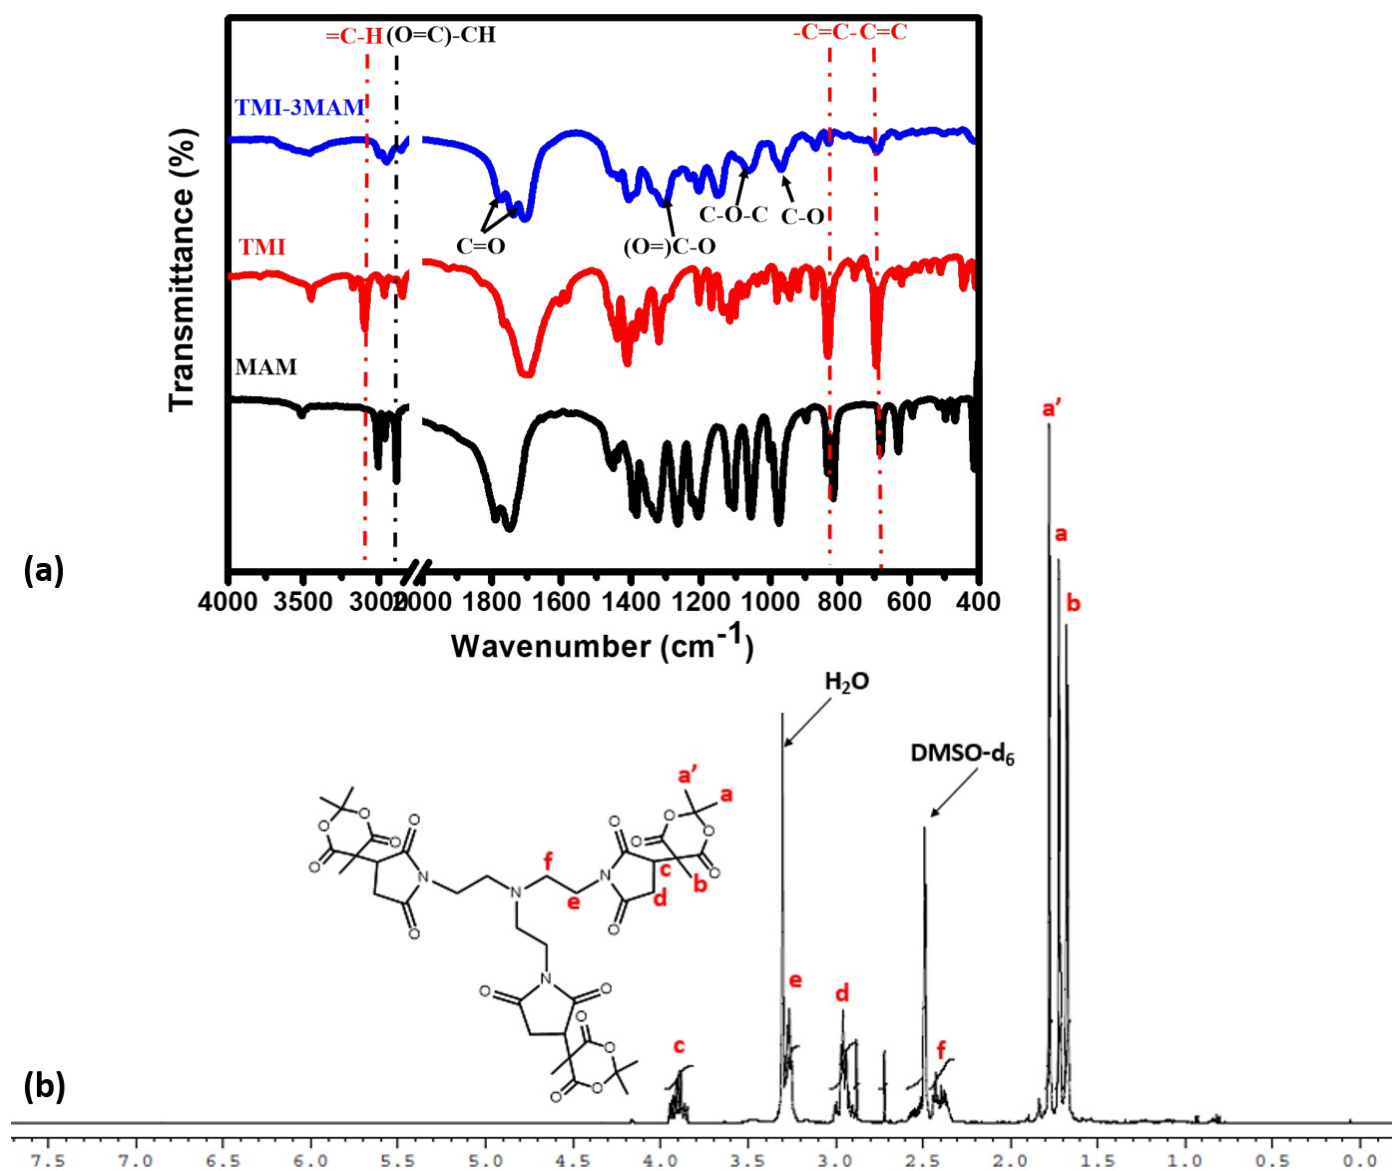 =C-H (O=C)-CH -C=C- C=C
TMI-3MAM
C=O (O=)C-O C-O-C C-O
TMI
MAM
Transmittance (%)
(a)
4000 3500 3000 2000 1800 1600 1400 1200 1000 800 600 400
Wavenumber (cm-1)
a’
a
b
H2O
DMSO-d6
a’
a
O O O O
O O O O
O O O O
f c b
N N N
e d
O O
N
O O
O O
O O
e d f
c
(b)
7.5 7.0 6.5 6.0 5.5 5.0 4.5 4.0 3.5 3.0 2.5 2.0 1.5 1.0 0.5 0.0